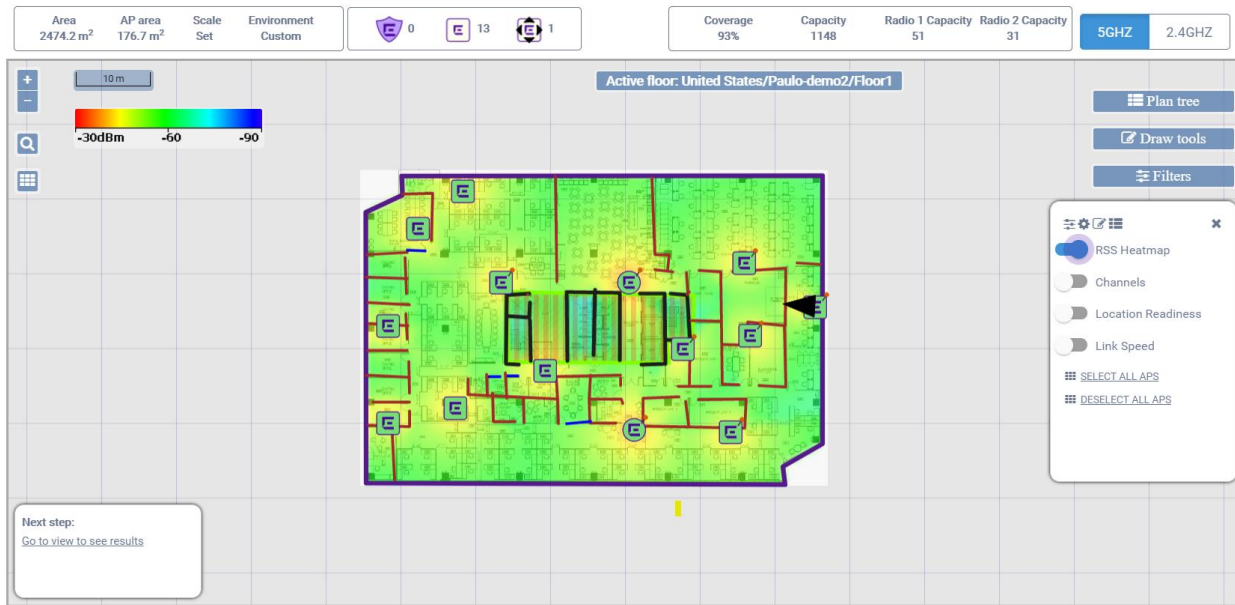 Area
2474.2 m²
AP area
176.7 m²
Scale
Set
Environment
Custom
0
13
1
Coverage
93%
Capacity
1148
Radio 1 Capacity
51
Radio 2 Capacity
31
5GHZ
2.4GHZ
+
−
10 m
Active floor: United States/Paulo-demo2/Floor1
-30dBm -60 -90
Plan tree
Draw tools
Filters
RSS Heatmap
Channels
Location Readiness
Link Speed
SELECT ALL APS
DESELECT ALL APS
Next step:
Go to view to see results